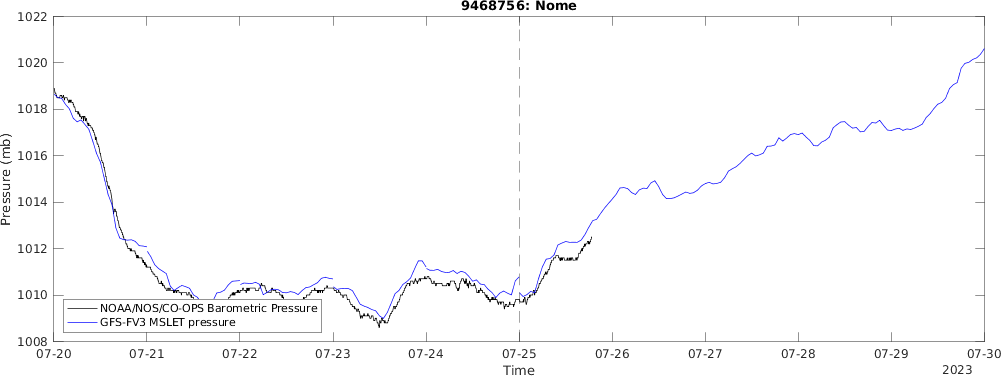 9468756: Nome
1022
1020
1018
1016
1014
1012
1010
1008
Pressure (mb)
NOAA/NOS/CO-OPS Barometric Pressure
GFS-FV3 MSLET pressure
07-20 07-21 07-22 07-23 07-24 07-25 07-26 07-27 07-28 07-29 07-30
Time
2023